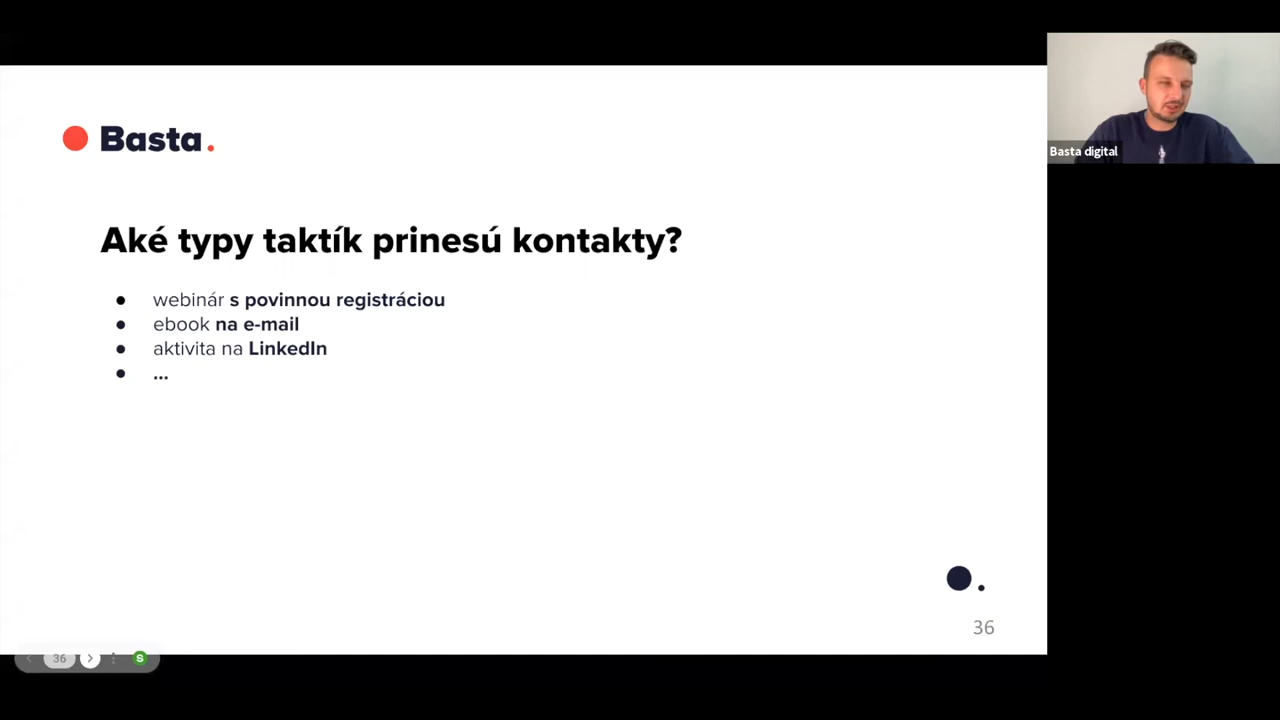 Basta.
Aké typy taktík prinesú kontakty?
● webinár s povinnou registráciou
● ebook na e-mail
● aktivita na LinkedIn
● ...
36
36
S
Basta digital